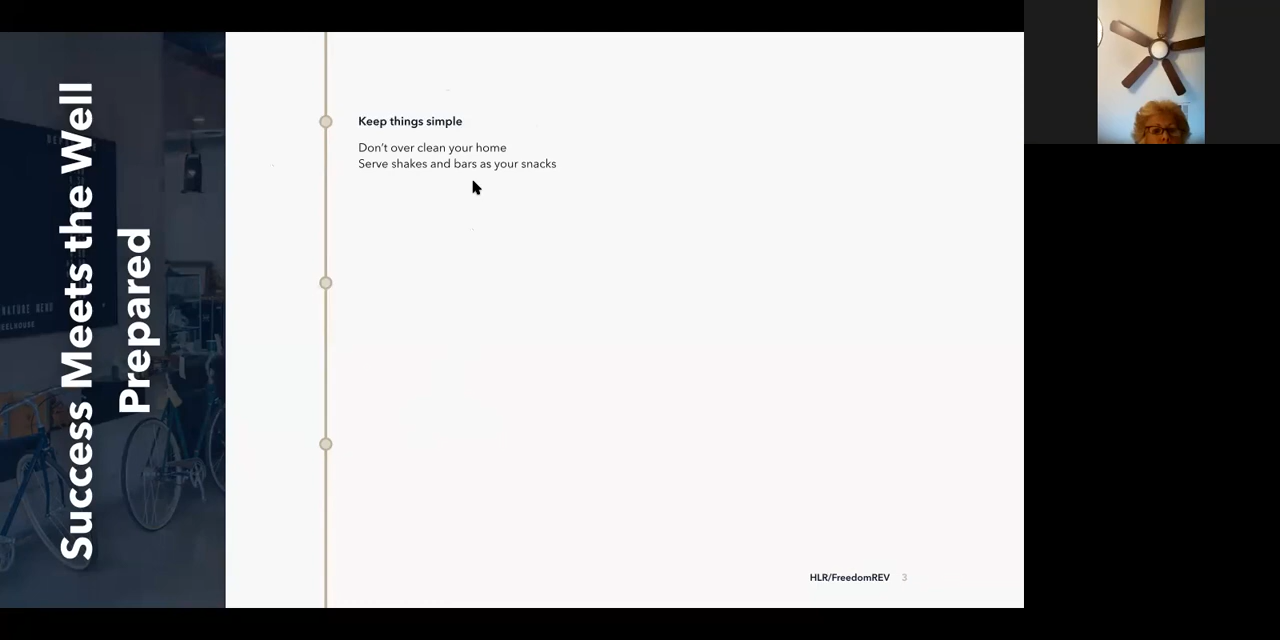 Success Meets the Well
Prepared
Keep things simple
Don't over clean your home
Serve shakes and bars as your snacks
HLR/FreedomREV 3